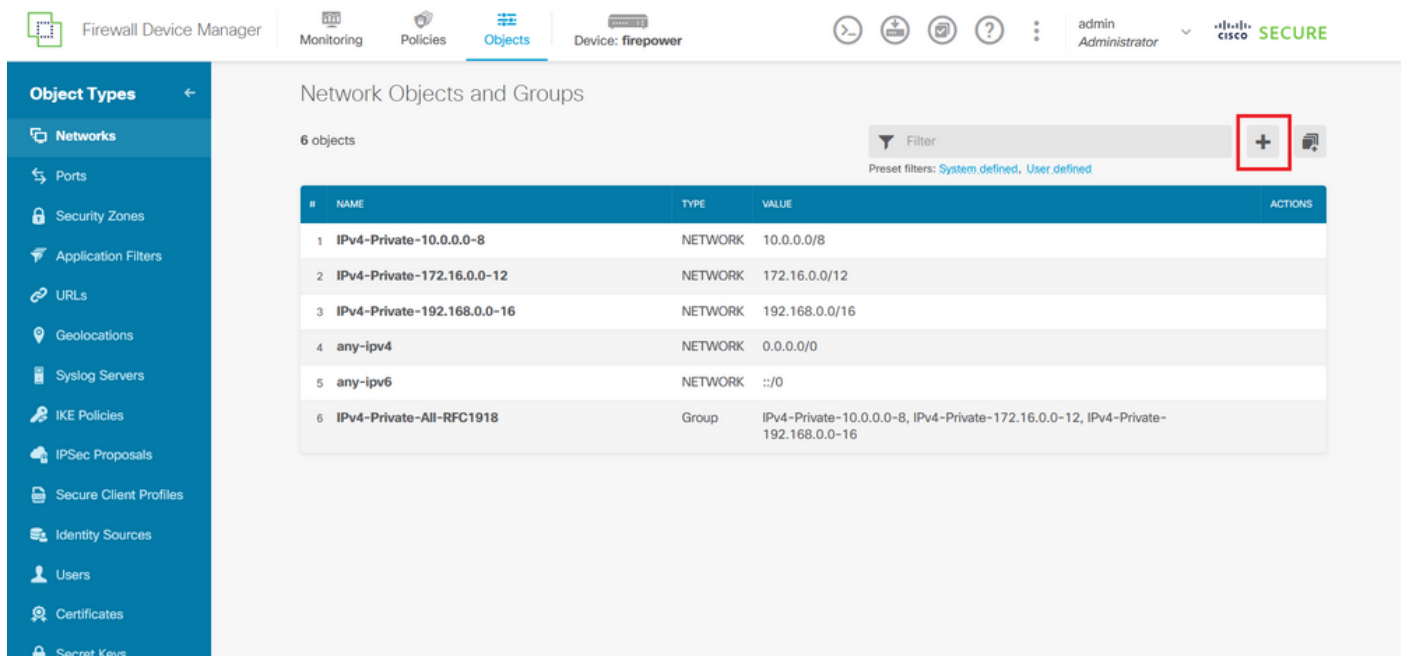 Firewall Device Manager
Monitoring
Policies
Objects
Device: firepower
admin
Administrator
cisco SECURE
Object Types
Networks
Ports
Security Zones
Application Filters
URLs
Geolocations
Syslog Servers
IKE Policies
IPSec Proposals
Secure Client Profiles
Identity Sources
Users
Certificates
Secret Keys
Network Objects and Groups
6 objects
Filter
Preset filters: System defined, User defined
# NAME TYPE VALUE ACTIONS
1 IPv4-Private-10.0.0.0-8 NETWORK 10.0.0.0/8
2 IPv4-Private-172.16.0.0-12 NETWORK 172.16.0.0/12
3 IPv4-Private-192.168.0.0-16 NETWORK 192.168.0.0/16
4 any-ipv4 NETWORK 0.0.0.0/0
5 any-ipv6 NETWORK ::/0
6 IPv4-Private-All-RFC1918 Group IPv4-Private-10.0.0.0-8, IPv4-Private-172.16.0.0-12, IPv4-Private-
192.168.0.0-16